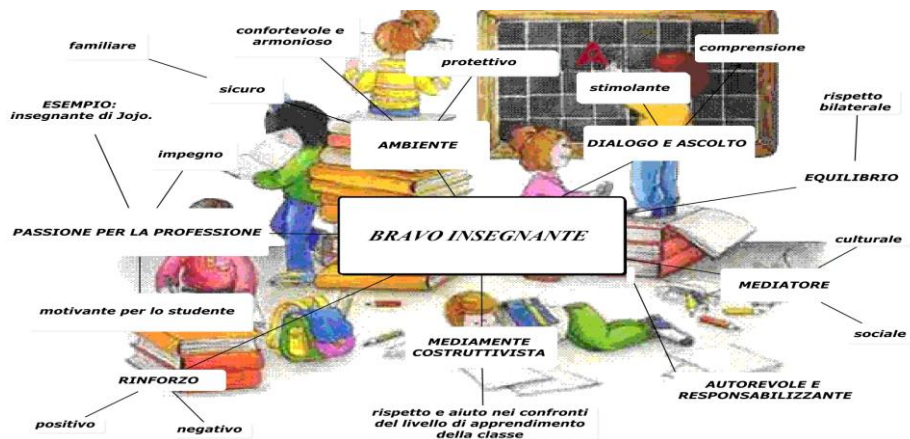 confortevole e
armonioso
familiare
protettivo
comprensione
sicuro
stimolante
rispetto
bilaterale
ESEMPIO:
insegnante di Jojo.
AMBIENTE
DIALOGO E ASCOLTO
impegno
EQUILIBRIO
PASSIONE PER LA PROFESSIONE
BRAVO INSEGNANTE
culturale
MEDIATORE
motivante per lo studente
sociale
MEDIAMENTE
COSTRUTTIVISTA
RINFORZO
AUTOREVOLE E
RESPONSABILIZZANTE
positivo
negativo
rispetto e aiuto nei confronti
del livello di apprendimento
della classe